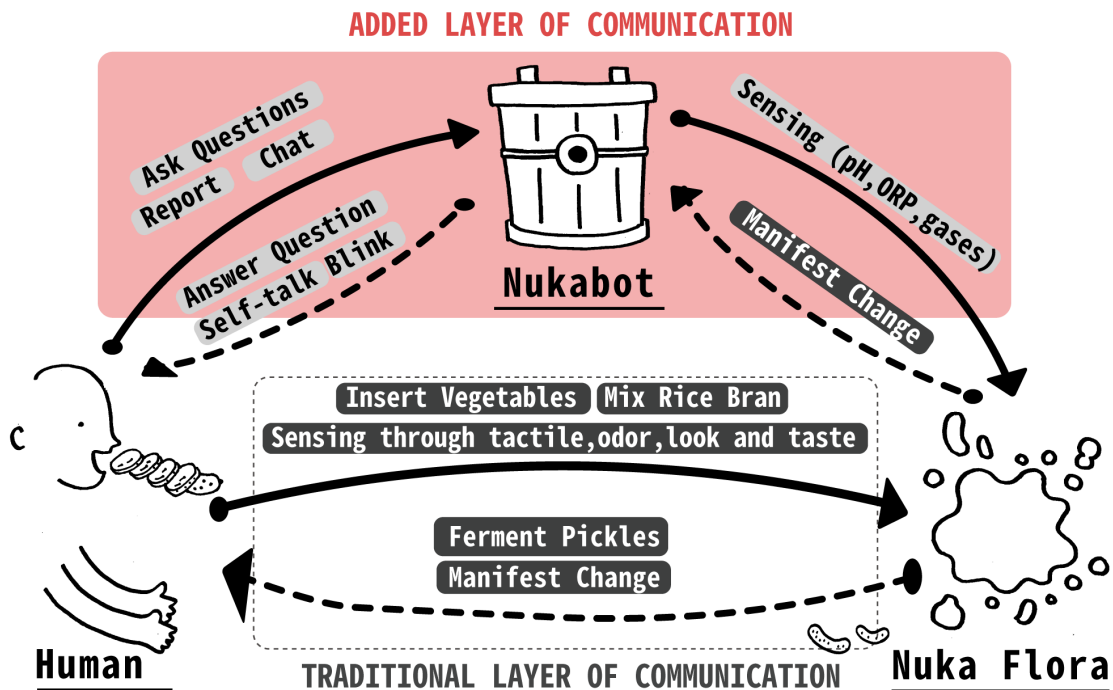 ADDED LAYER OF COMMUNICATION
Ask Questions
Report Chat
Answer Question
Self-talk Blink
Nukabot
Sensing (pH,ORP,gases)
Manifest Change
Insert Vegetables Mix Rice Bran
Sensing through tactile,odor,look and taste
Ferment Pickles
Manifest Change
Human
TRADITIONAL LAYER OF COMMUNICATION
Nuka Flora